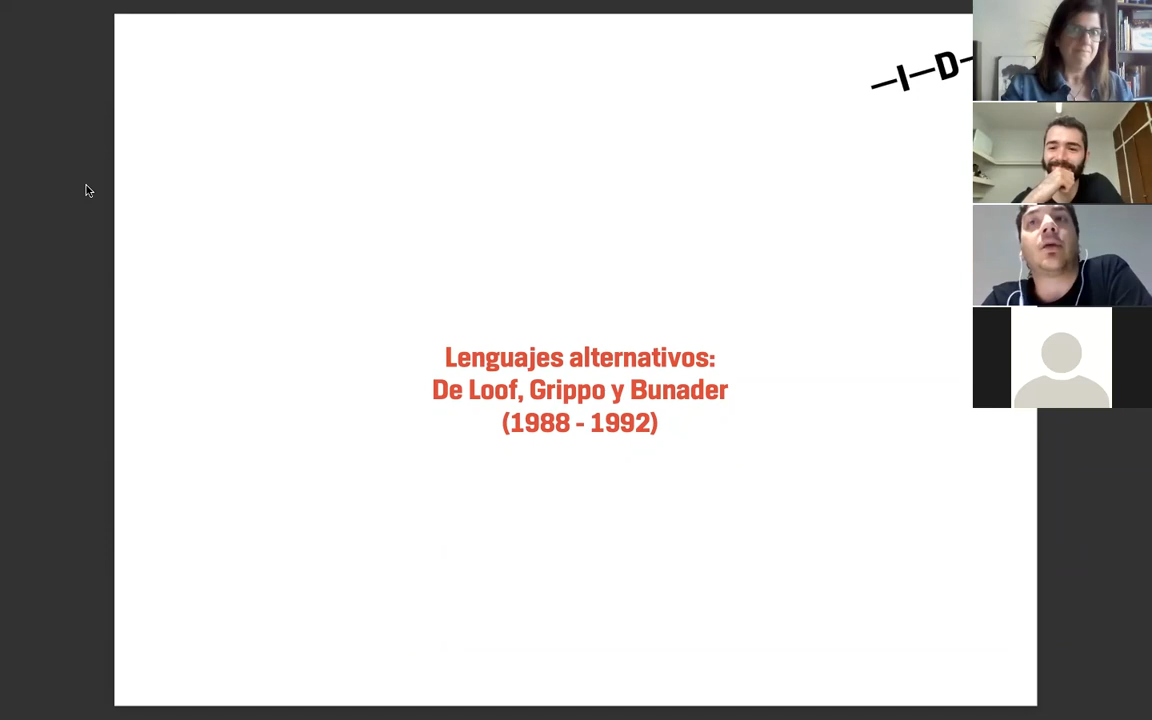 —I—D—
Lenguajes alternativos:
De Loof, Grippo y Bunader
(1988 - 1992)